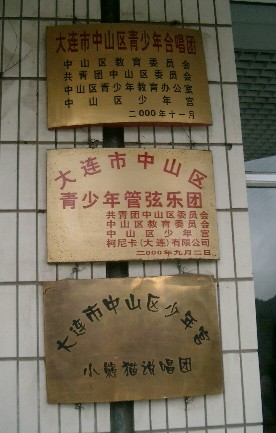 大连市中山区青少年合唱团
中山区教育委员会
共青团中山区委员会
中山区青少年教育办公室
中山区少年宫
二000年十一月
大连市中山区
青少年管弦乐团
共青团中山区委员会
中山区教育委员会
中山区少年宫
柯尼卡(大连)有限公司
二000年九月二日
大连市中山区少年宫
小熊猫说唱团